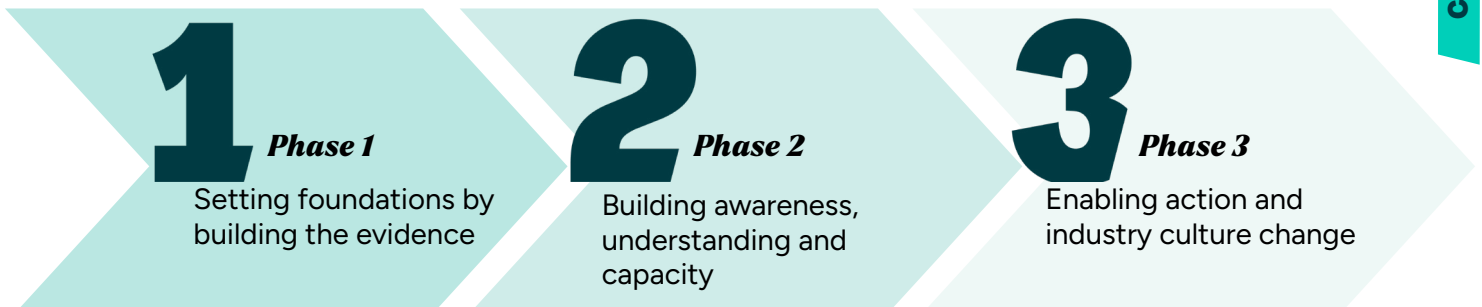 1
Phase 1
Setting foundations by
building the evidence
2
Phase 2
Building awareness,
understanding and
capacity
3
Phase 3
Enabling action and
industry culture change